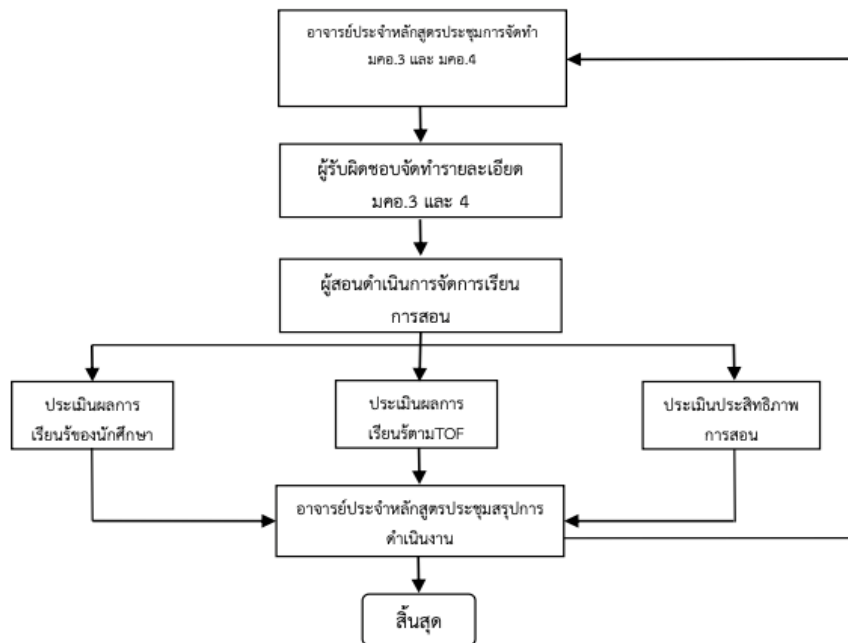 อาจารย์ประจำหลักสูตรประชุมการจัดทำ
มคอ.3 และ มคอ.4
ผู้รับผิดชอบจัดทำรายละเอียด
มคอ.3 และ 4
ผู้สอนดำเนินการจัดการเรียน
การสอน
ประเมินผลการ
เรียนรู้ของนักศึกษา
ประเมินผลการ
เรียนรู้ตามTOF
ประเมินประสิทธิภาพ
การสอน
อาจารย์ประจำหลักสูตรประชุมสรุปการ
ดำเนินงาน
สิ้นสุด